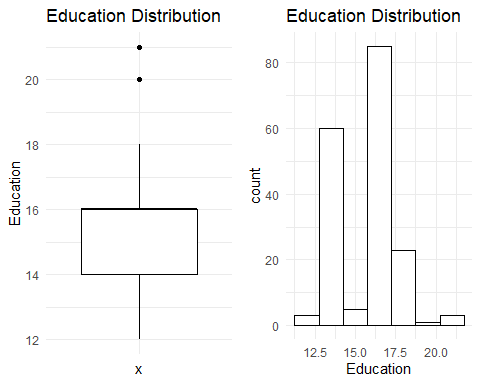 Education Distribution
Education
20
18
16
14
12
x
Education Distribution
count
80
60
40
20
0
12.5 15.0 17.5 20.0
Education